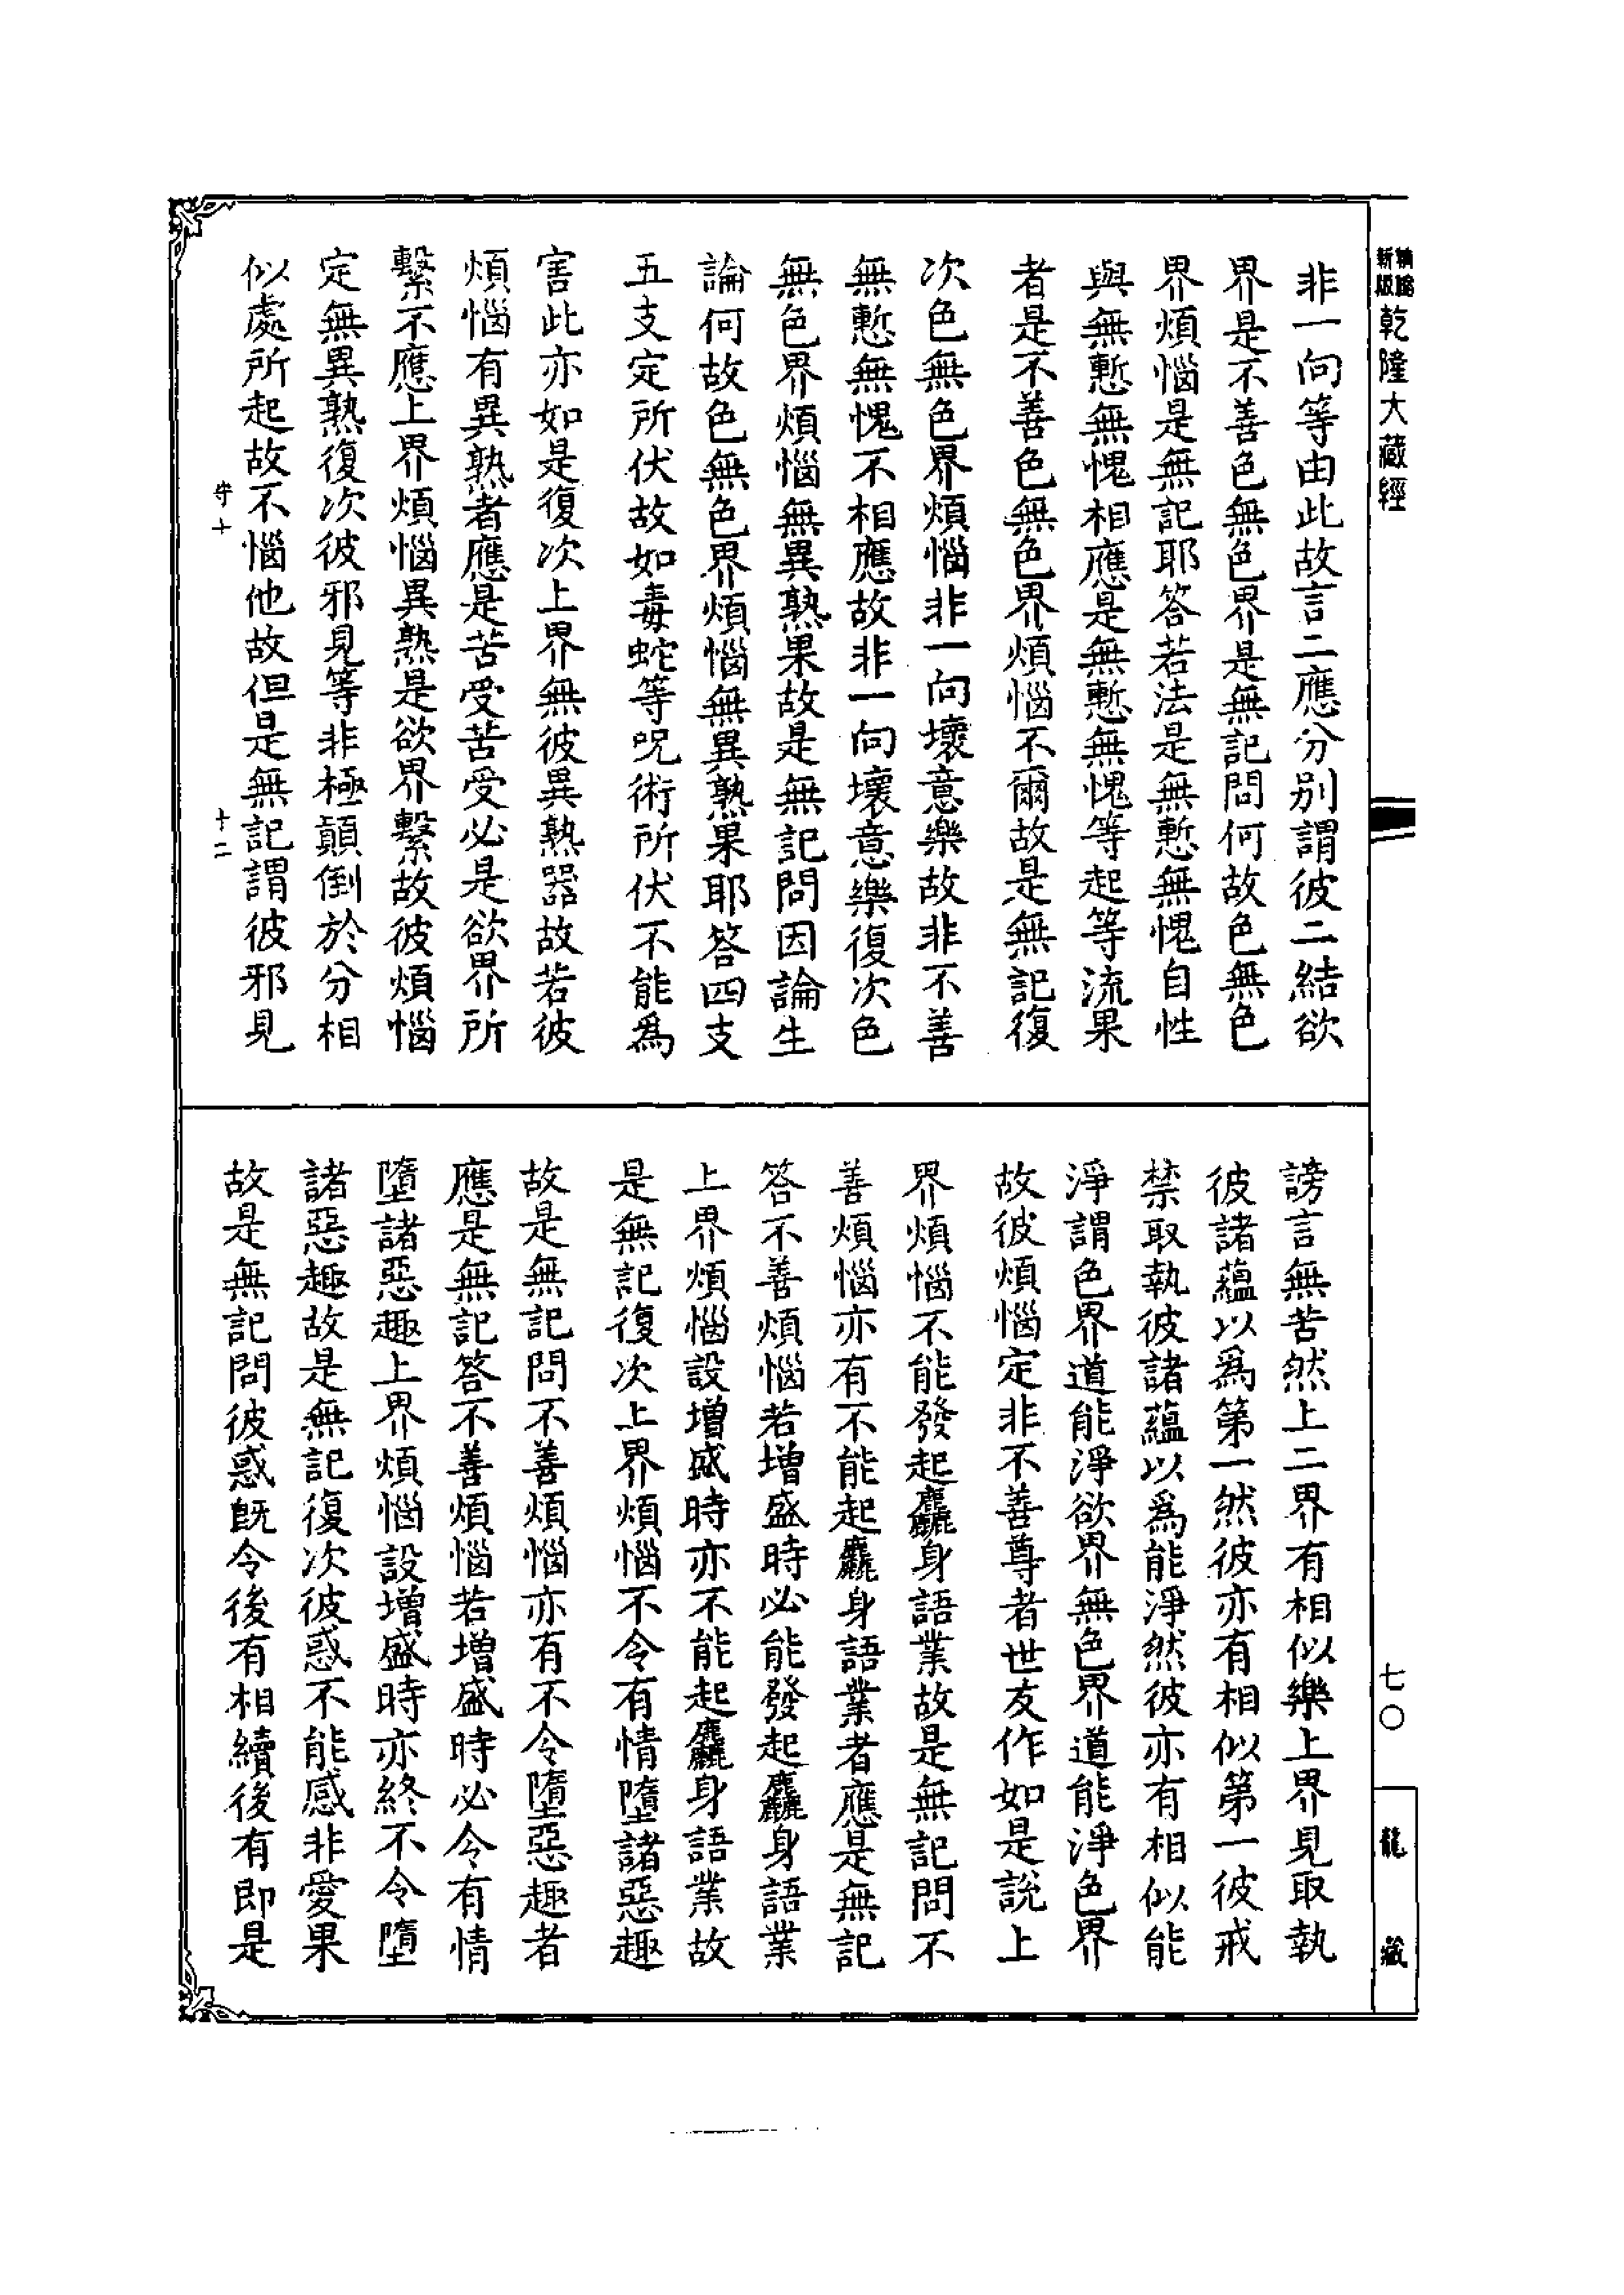 新編
縮版
乾隆大藏經
非一向等由此故言二應分別謂彼二結欲
界是不善色無色界是無記問何故色無色
界煩惱是無記耶答若法是無慙無愧自性
與無慙無愧相應是無慙無愧等起等流果
者是不善色無色界煩惱不爾故是無記復
次色無色界煩惱非一向壞意樂故非不善
無慙無愧不相應故非一向壞意樂復次色
無色界煩惱無異熟果故是無記問因論生
論何故色無色界煩惱無異熟果耶答四支
五支定所伏故如毒蛇等呪術所伏不能為
害此亦如是復次上界無彼異熟器故若彼
煩惱有異熟者應是苦受苦受必是欲界所
繫不應上界煩惱異熟是欲界繫故彼煩惱
定無異熟復次彼邪見等非極顛倒於分相
似處所起故不惱他故但是無記謂彼邪見
守十
十二
謗言無苦然上二界有相似樂上界見取執
彼諸蘊以爲第一然彼亦有相似第一彼戒
禁取執彼諸蘊以爲能淨然彼亦有相似能
淨謂色界道能淨欲界無色界道能淨色界
故彼煩惱定非不善尊者世友作如是說上
界煩惱不能發起麤身語業故是無記問不
善煩惱亦有不能起麤身語業者應是無記
答不善煩惱若增盛時必能發起麤身語業
上界煩惱設增盛時亦不能起麤身語業故
是無記復次上界煩惱不令有情墮諸惡趣
故是無記問不善煩惱亦有不令墮惡趣者
應是無記答不善煩惱若增盛時必令有情
墮諸惡趣上界煩惱設增盛時亦終不令墮
諸惡趣故是無記復次彼惑不能感非愛果
故是無記問彼惑旣令後有相續後有即是
七〇
龍藏